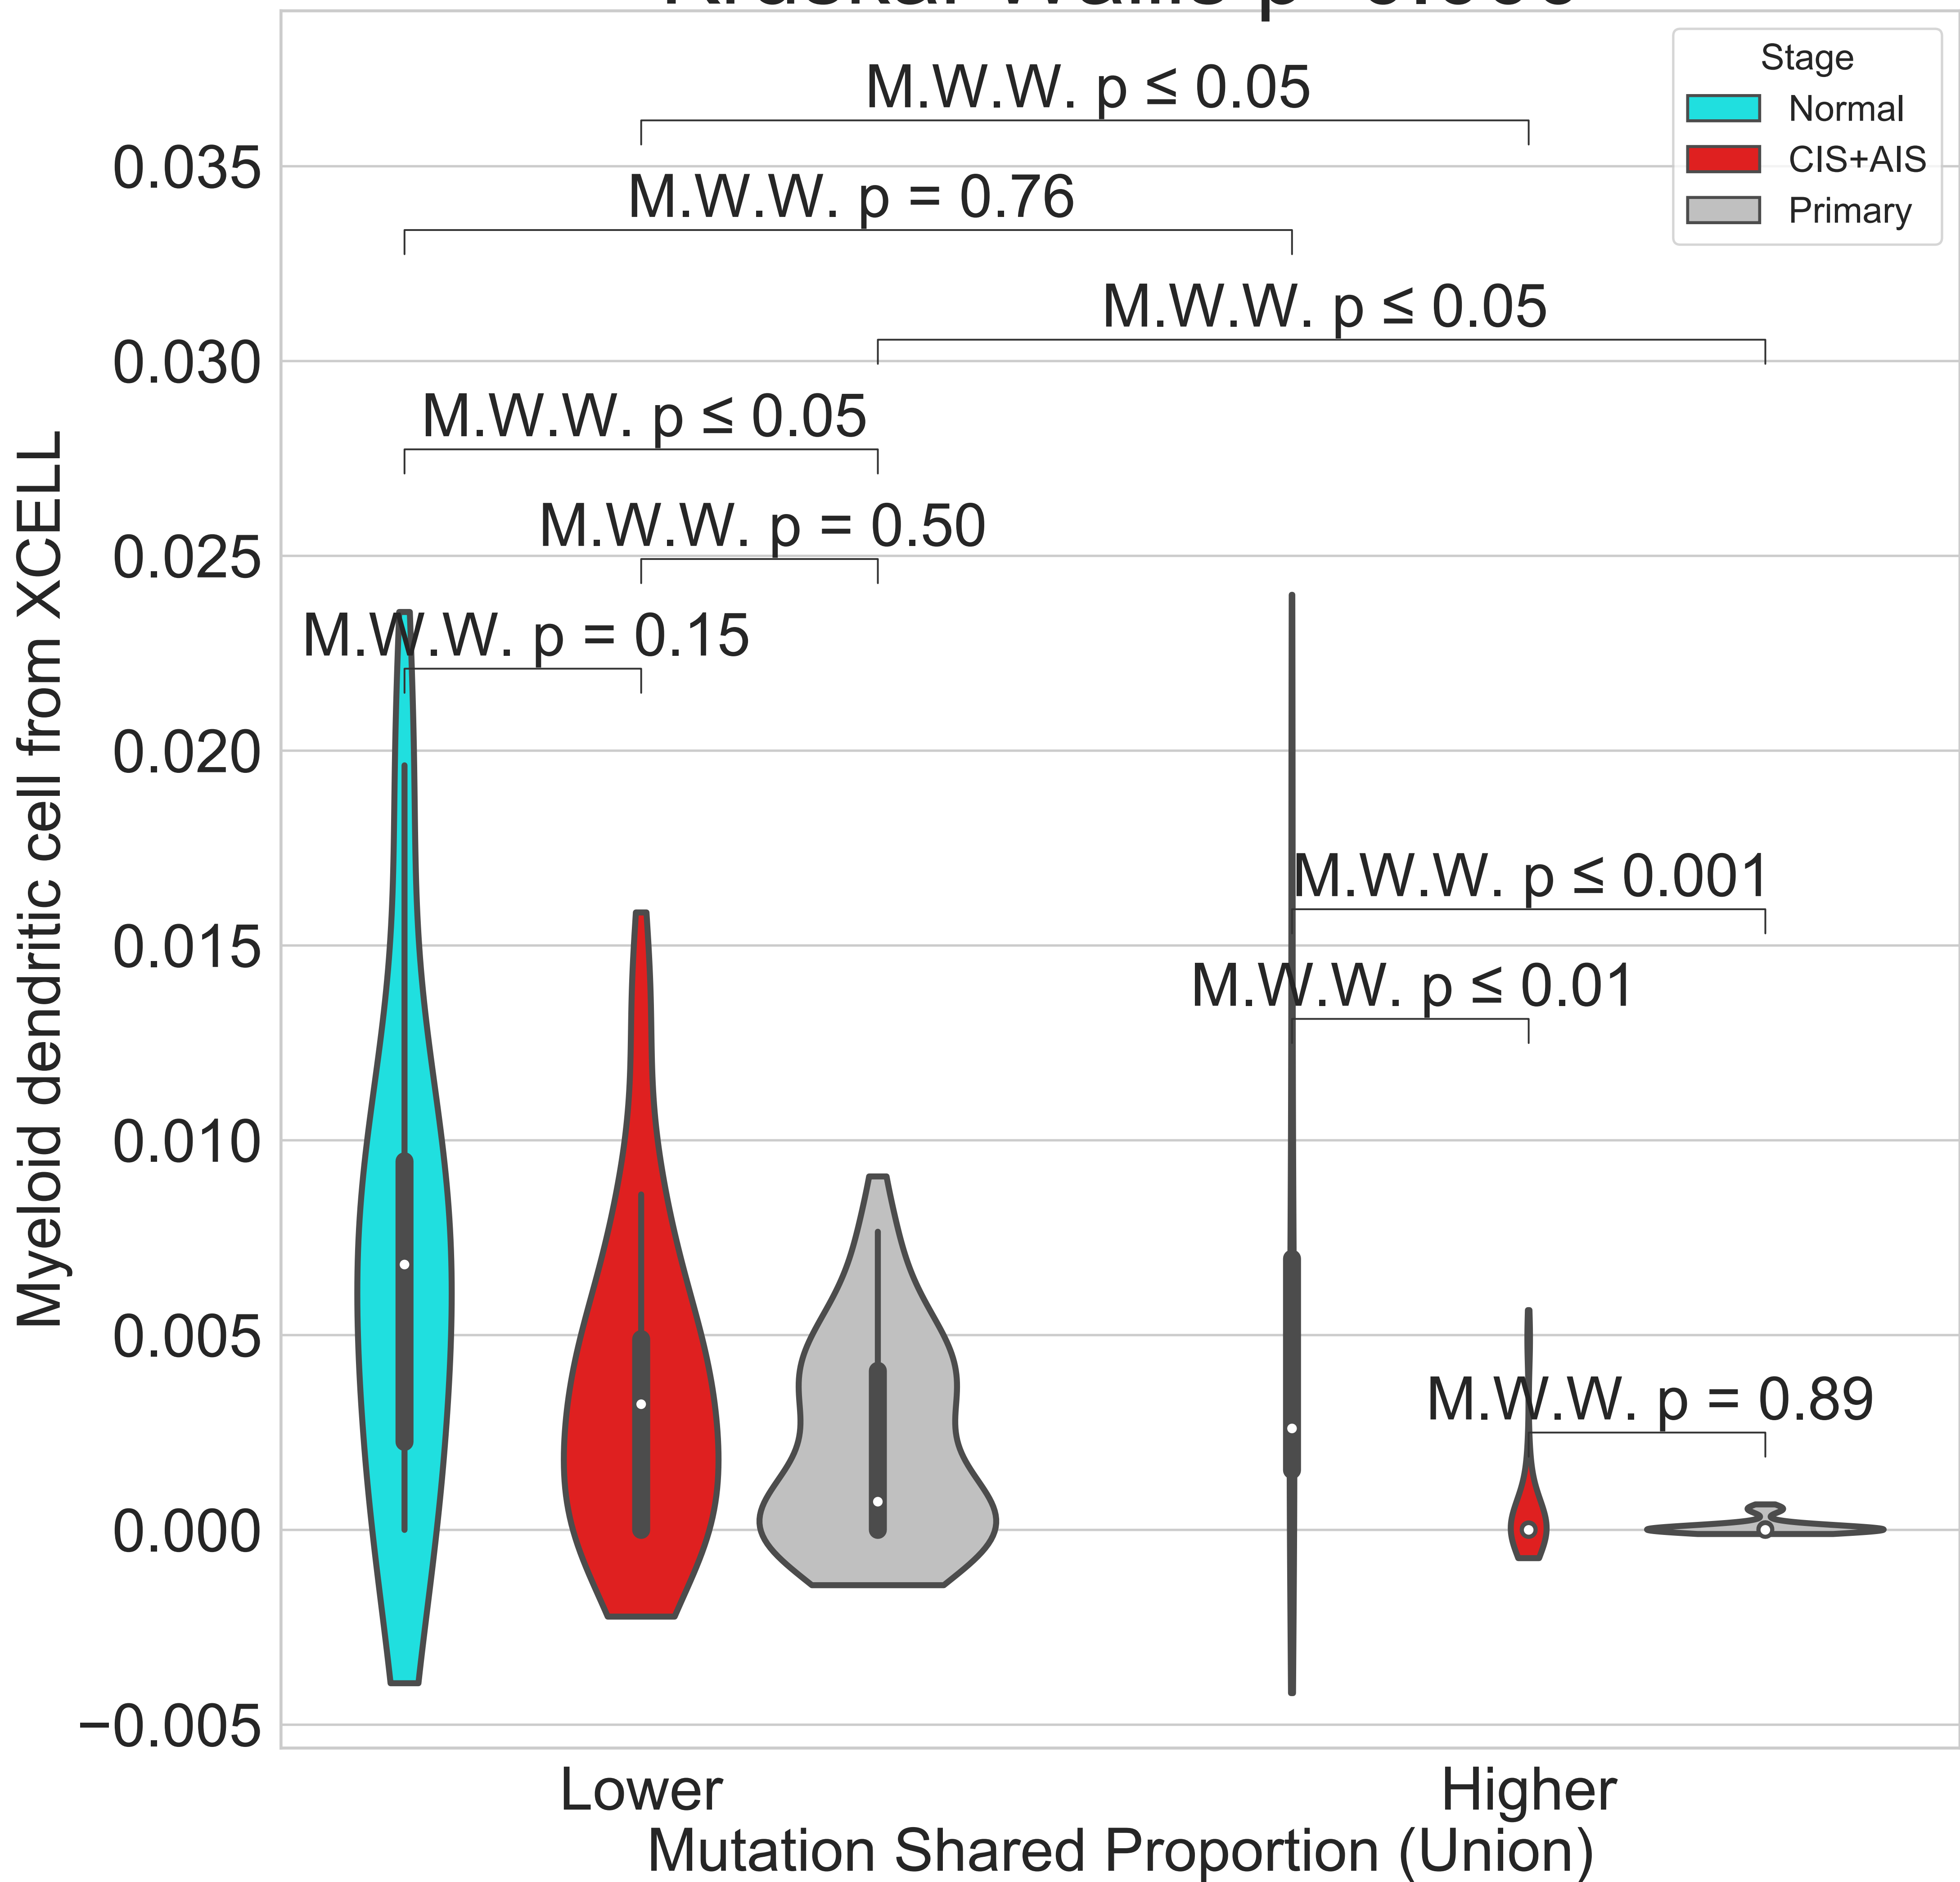 Stage
Normal
CIS+AIS
Primary
M.W.W. p ≤ 0.05
M.W.W. p = 0.76
M.W.W. p ≤ 0.05
M.W.W. p ≤ 0.05
M.W.W. p = 0.50
M.W.W. p = 0.15
M.W.W. p ≤ 0.001
M.W.W. p ≤ 0.01
M.W.W. p = 0.89
0.035
0.030
0.025
0.020
0.015
0.010
0.005
0.000
−0.005
Myeloid dendritic cell from XCELL
Lower
Higher
Mutation Shared Proportion (Union)